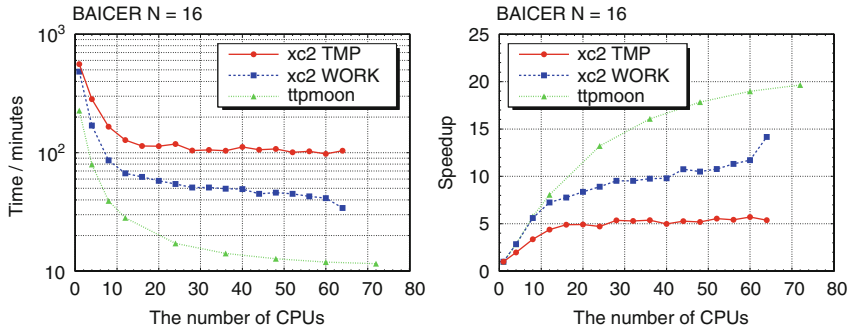 BAICER N = 16
10³
10²
10
Time / minutes
xc2 TMP
xc2 WORK
ttpmoon
0 10 20 30 40 50 60 70 80
The number of CPUs
BAICER N = 16
25
20
15
10
5
0
Speedup
xc2 TMP
xc2 WORK
ttpmoon
0 10 20 30 40 50 60 70 80
The number of CPUs